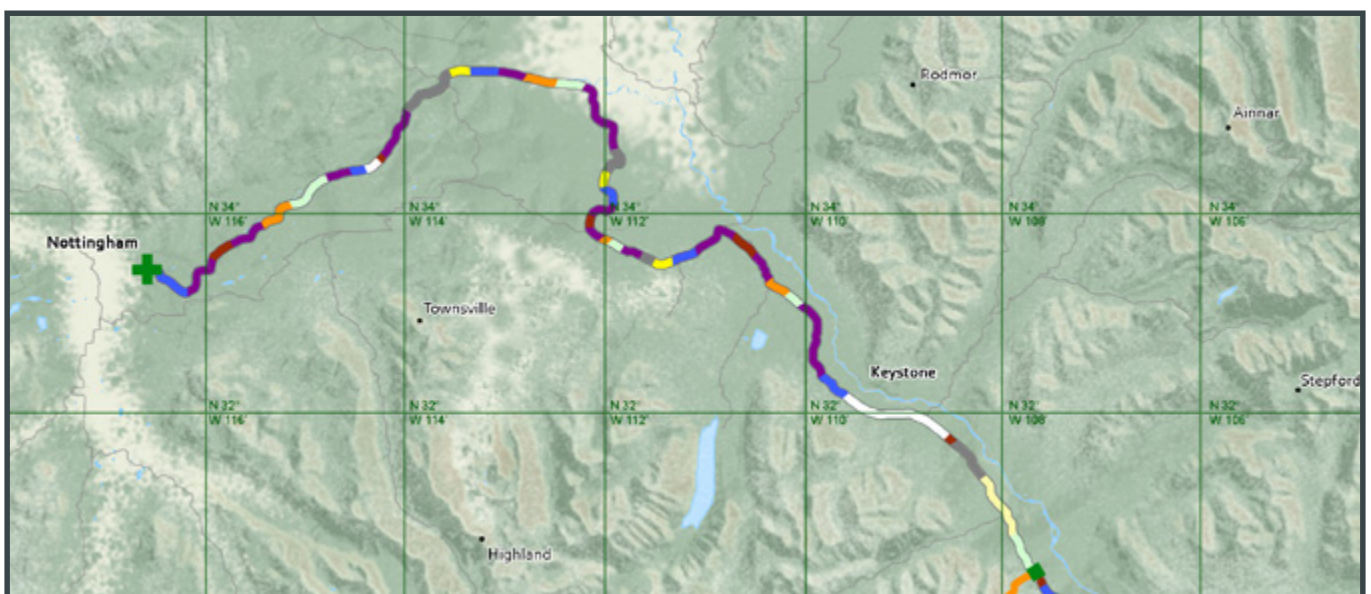 Rodmor
Ainmar
N 34°
W 116°
N 34°
W 114°
N 34°
W 112°
N 34°
W 110°
N 34°
W 108°
N 34°
W 106°
Nottingham
Townsville
Keystone
Stepford
N 32°
W 116°
N 32°
W 114°
N 32°
W 112°
N 32°
W 110°
N 32°
W 108°
N 32°
W 106°
Highland